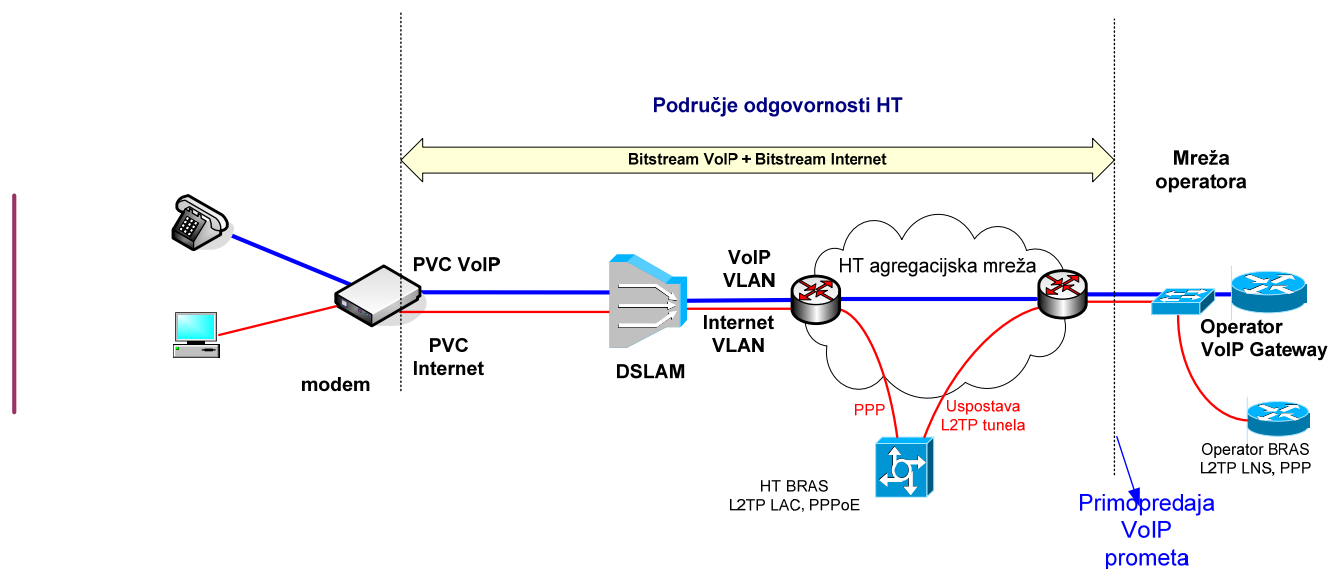 Područje odgovornosti HT
Bitstream VoIP + Bitstream Internet
Mreža
operatora
PVC VoIP
VoIP
VLAN
HT agregacijska mreža
Internet
VLAN
PVC
Internet
DSLAM
modem
Operator
VoIP Gateway
PPP
Uspostava
L2TP tunela
HT BRAS
L2TP LAC, PPPoE
Operator BRAS
L2TP LNS, PPP
Primopredaja
VoIP
prometa